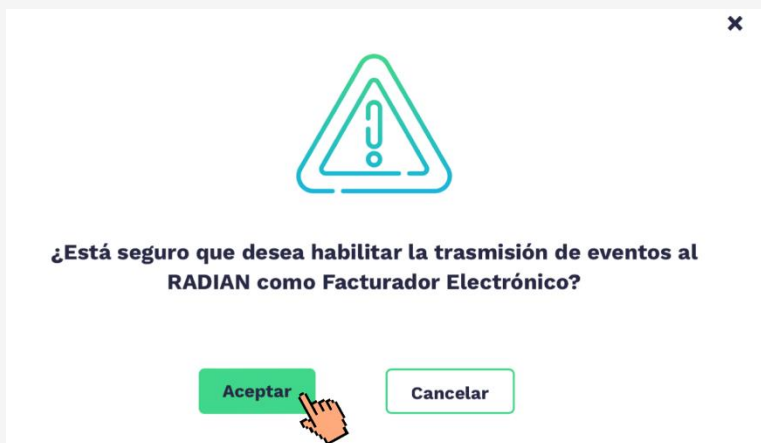 ¿Está seguro que desea habilitar la trasmisión de eventos al
RADIAN como Facturador Electrónico?
Aceptar
Cancelar